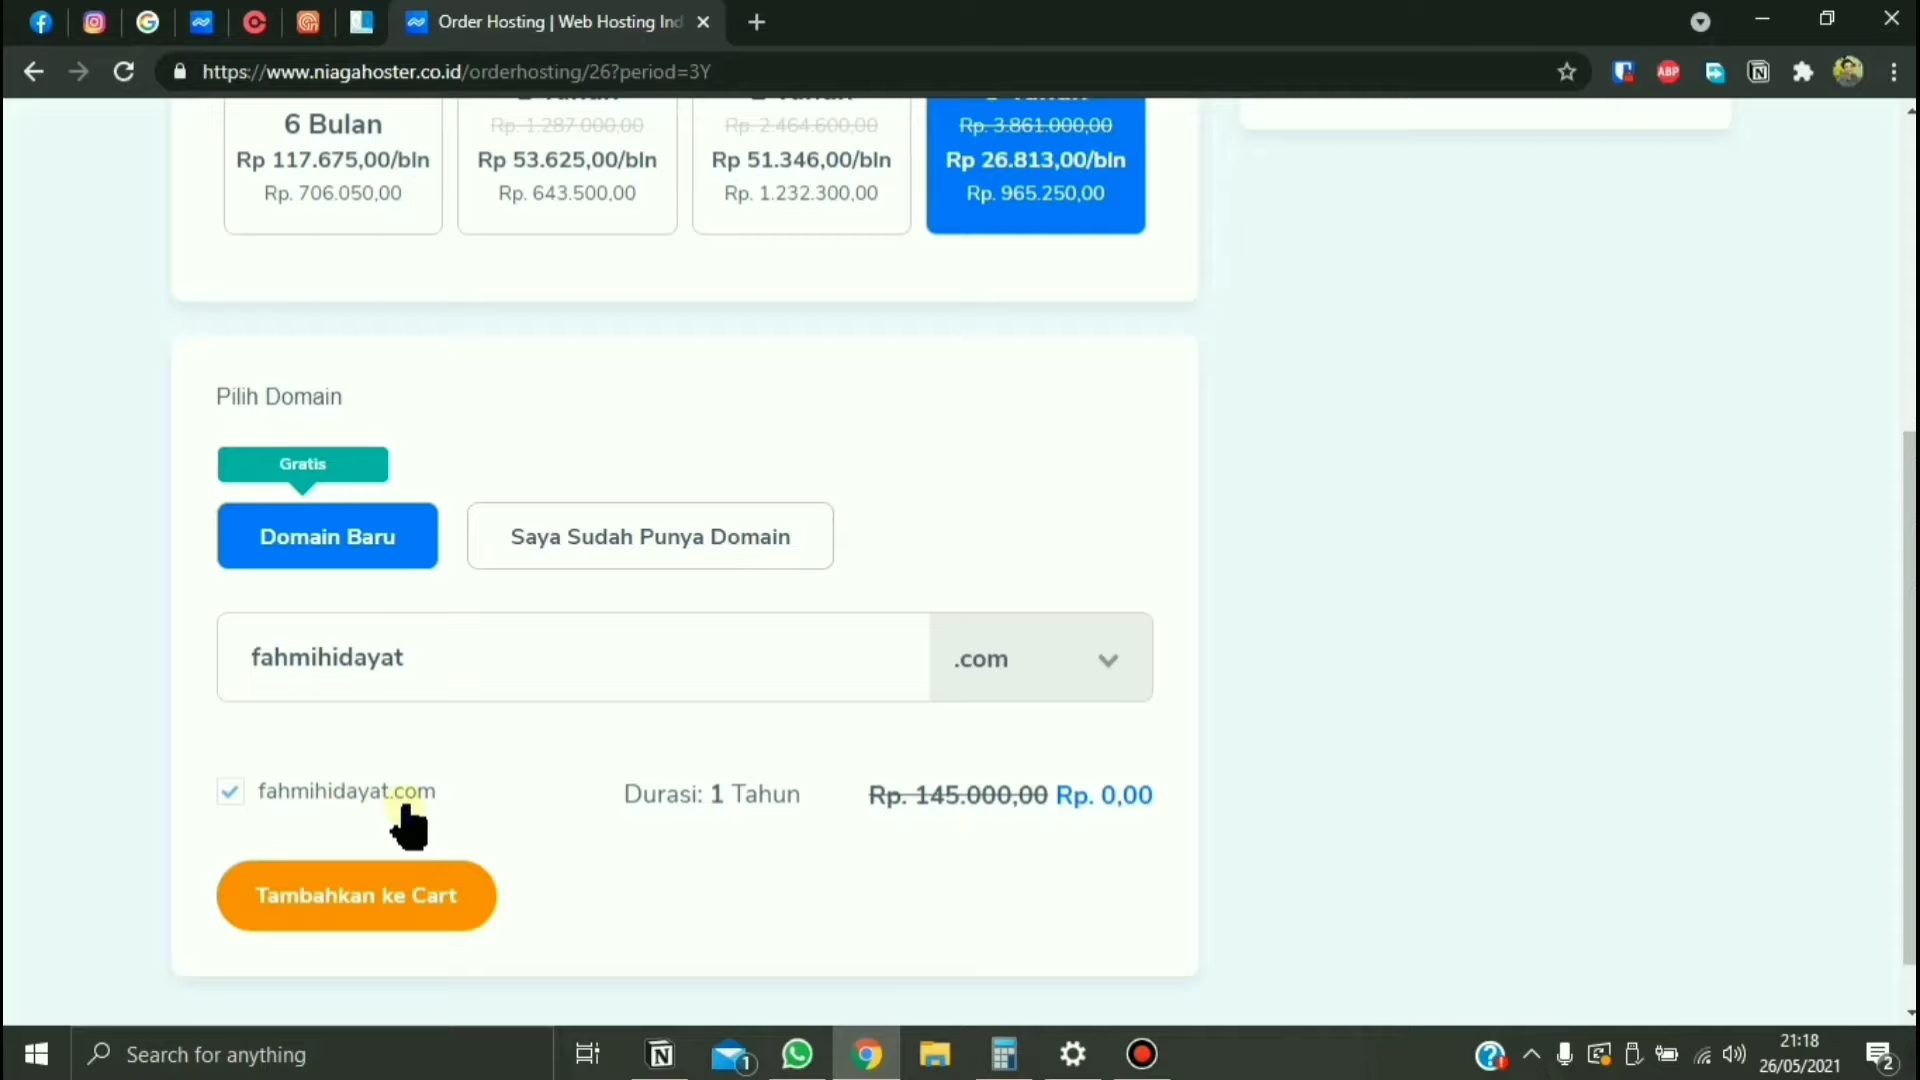 Order Hosting | Web Hosting Ind
https://www.niagahoster.co.id/orderhosting/26?period=3Y
ABP
6 Bulan
Rp 117.675,00/bln
Rp. 706.050,00
Rp. 1.287.000,00
Rp 53.625,00/bln
Rp. 643.500,00
Rp. 2.464.600,00
Rp 51.346,00/bln
Rp. 1.232.300,00
Rp. 3.861.000,00
Rp 26.813,00/bln
Rp. 965.250,00
Pilih Domain
Gratis
Domain Baru
Saya Sudah Punya Domain
fahmihidayat
.com
fahmihidayat.com
Durasi: 1 Tahun
Rp. 145.000,00 Rp. 0,00
Tambahkan ke Cart
Search for anything
1
21:18
26/05/2021
2